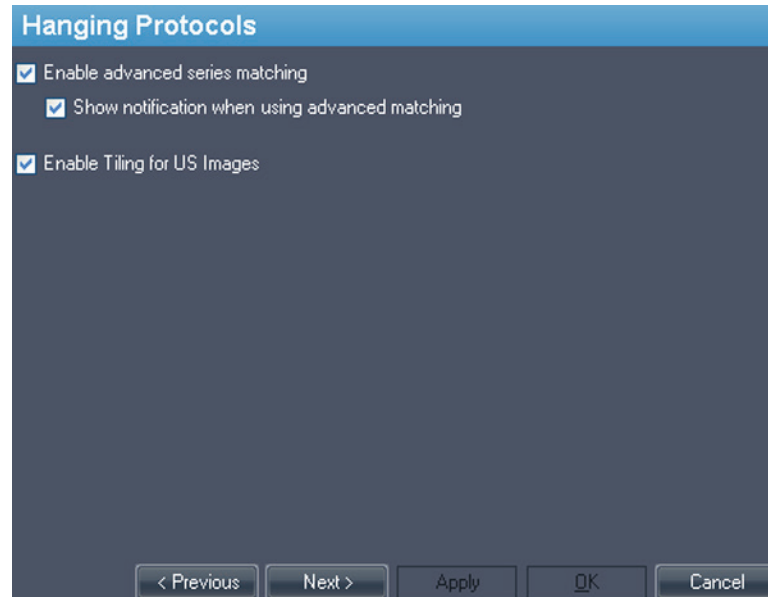 Hanging Protocols
Enable advanced series matching
Show notification when using advanced matching
Enable Tiling for US Images
< Previous Next > Apply OK Cancel